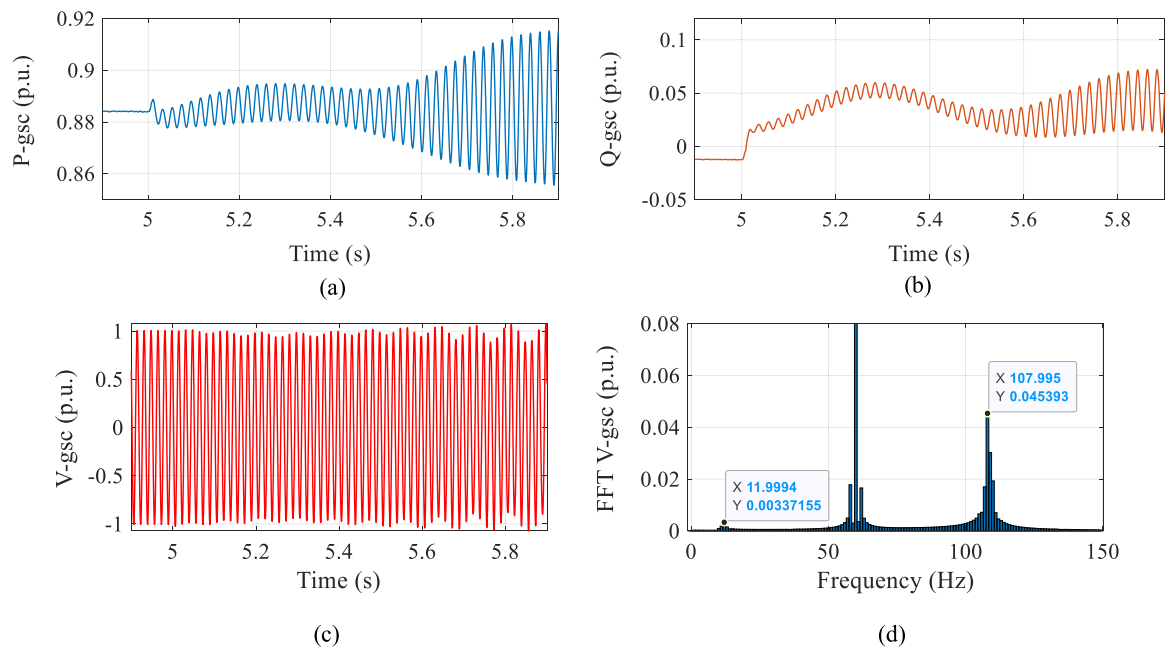 P-gsc (p.u.)
0.92
0.9
0.88
0.86
5
5.2
5.4
5.6
5.8
Time (s)
(a)
Q-gsc (p.u.)
0.1
0.05
0
-0.05
5
5.2
5.4
5.6
5.8
Time (s)
(b)
V-gsc (p.u.)
1
0.5
0
-0.5
-1
5
5.2
5.4
5.6
5.8
Time (s)
(c)
FFT V-gsc (p.u.)
0.08
0.06
0.04
0.02
0
X 107.995
Y 0.045393
X 11.9994
Y 0.00337155
0
50
100
150
Frequency (Hz)
(d)